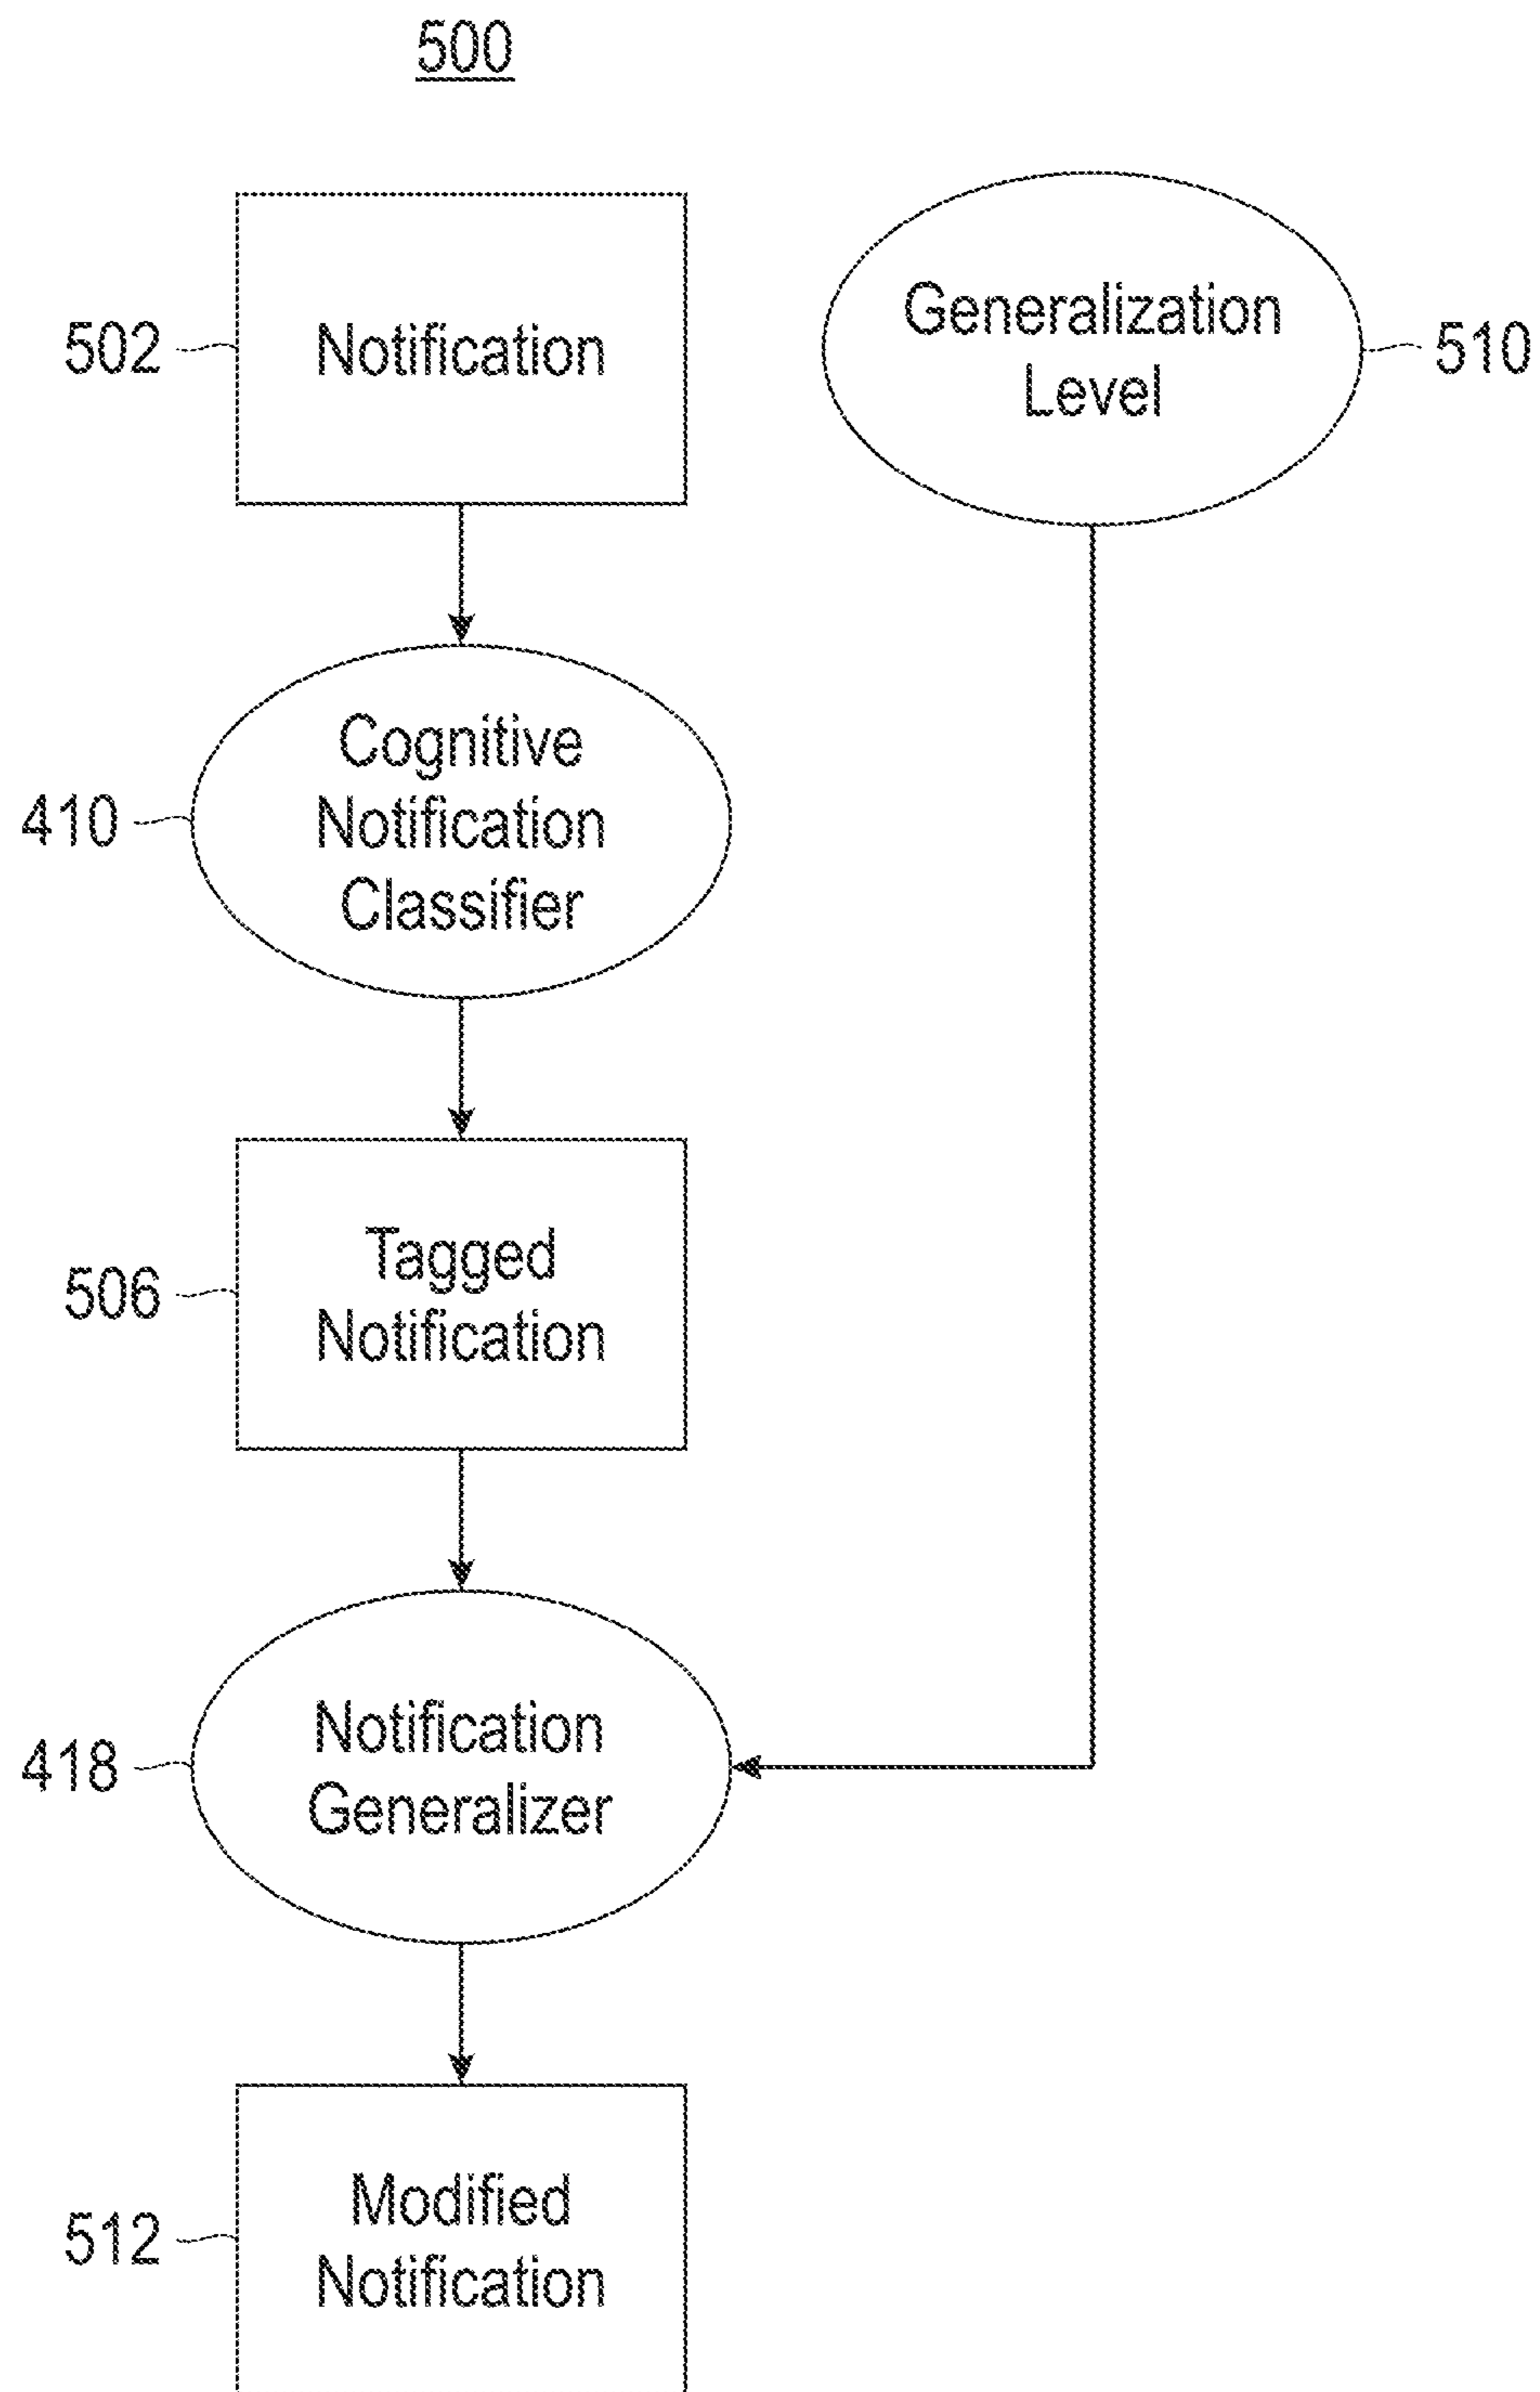 500
502
Notification
Generalization
Level
510
410
Cognitive
Notification
Classifier
506
Tagged
Notification
418
Notification
Generalizer
512
Modified
Notification